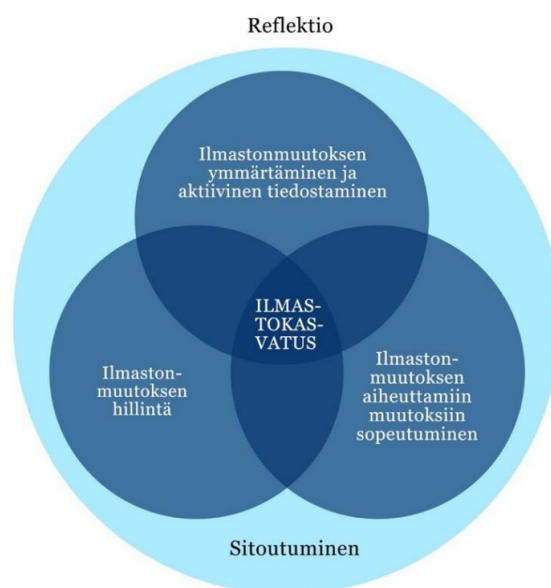 Reflektio
Ilmastonmuutoksen
ymmärtäminen ja
aktiivinen tiedostaminen
ILMAS-
TOKAS-
VATUS
Ilmaston-
muutoksen
hillintä
Ilmaston-
muutoksen
aiheuttamiin
muutoksiin
sopeutuminen
Sitoutuminen